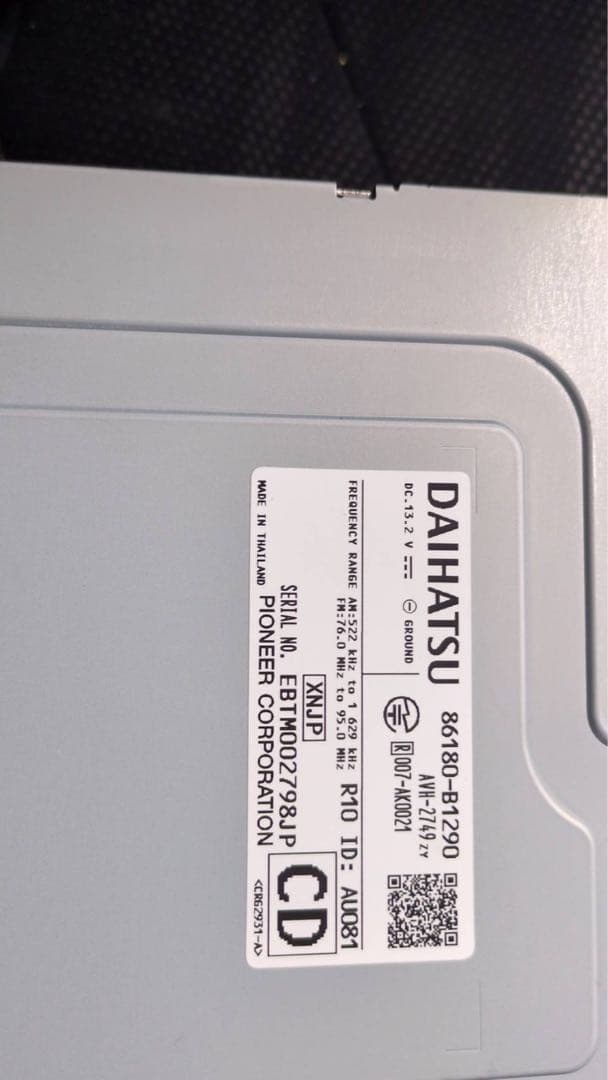 DAIHATSU 86180-B1290
AVH-2749 ZY
DC.13.2 V ⎓ ⊖ GROUND
R 007-AK0021
FREQUENCY RANGE AM:522 kHz to 1 629 kHz
FM:76.0 MHz to 95.0 MHz
R10 ID: AU081
XNJP
SERIAL NO. EBTM002798JP
CD
MADE IN THAILAND PIONEER CORPORATION
<CRG2931-A>